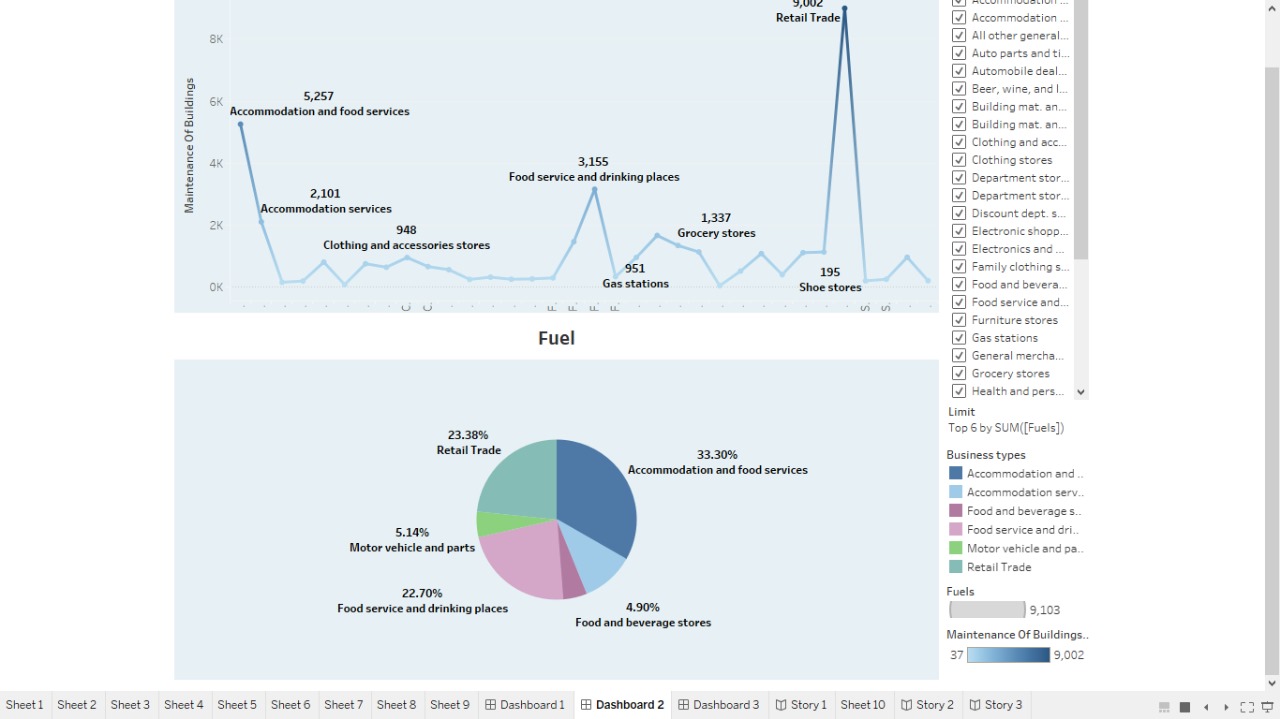 9,002
Retail Trade
8K
6K
4K
2K
0K
Maintenance Of Buildings
5,257
Accommodation and food services
2,101
Accommodation services
948
Clothing and accessories stores
3,155
Food service and drinking places
1,337
Grocery stores
951
Gas stations
195
Shoe stores
Fuel
23.38%
Retail Trade
33.30%
Accommodation and food services
5.14%
Motor vehicle and parts
22.70%
Food service and drinking places
4.90%
Food and beverage stores
Accommodation ...
All other general...
Auto parts and ti...
Automobile deal...
Beer, wine, and l...
Building mat. an...
Building mat. an...
Clothing and acc...
Clothing stores
Department stor...
Department stor...
Discount dept. s...
Electronic shopp...
Electronics and ...
Family clothing s...
Food and bevera...
Food service and...
Furniture stores
Gas stations
General mercha...
Grocery stores
Health and pers...
Limit
Top 6 by SUM([Fuels])
Business types
Accommodation and ..
Accommodation serv..
Food and beverage s..
Food service and dri..
Motor vehicle and pa..
Retail Trade
Fuels
9,103
Maintenance Of Buildings..
37 9,002
Sheet 1 Sheet 2 Sheet 3 Sheet 4 Sheet 5 Sheet 6 Sheet 7 Sheet 8 Sheet 9 Dashboard 1 Dashboard 2 Dashboard 3 Story 1 Sheet 10 Story 2 Story 3